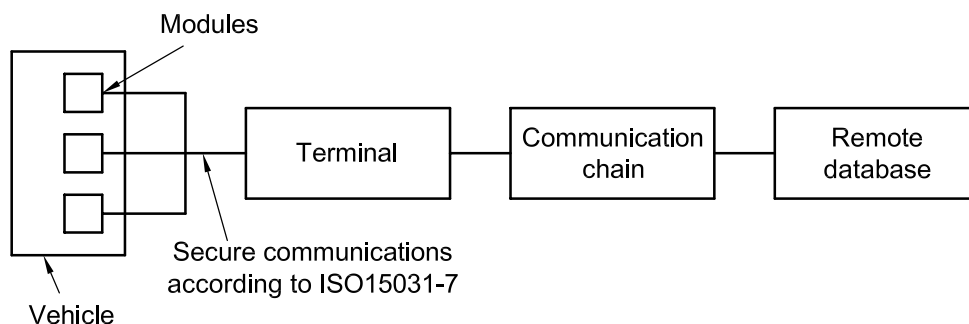 Modules
Terminal
Communication
chain
Remote
database
Secure communications
according to ISO15031-7
Vehicle